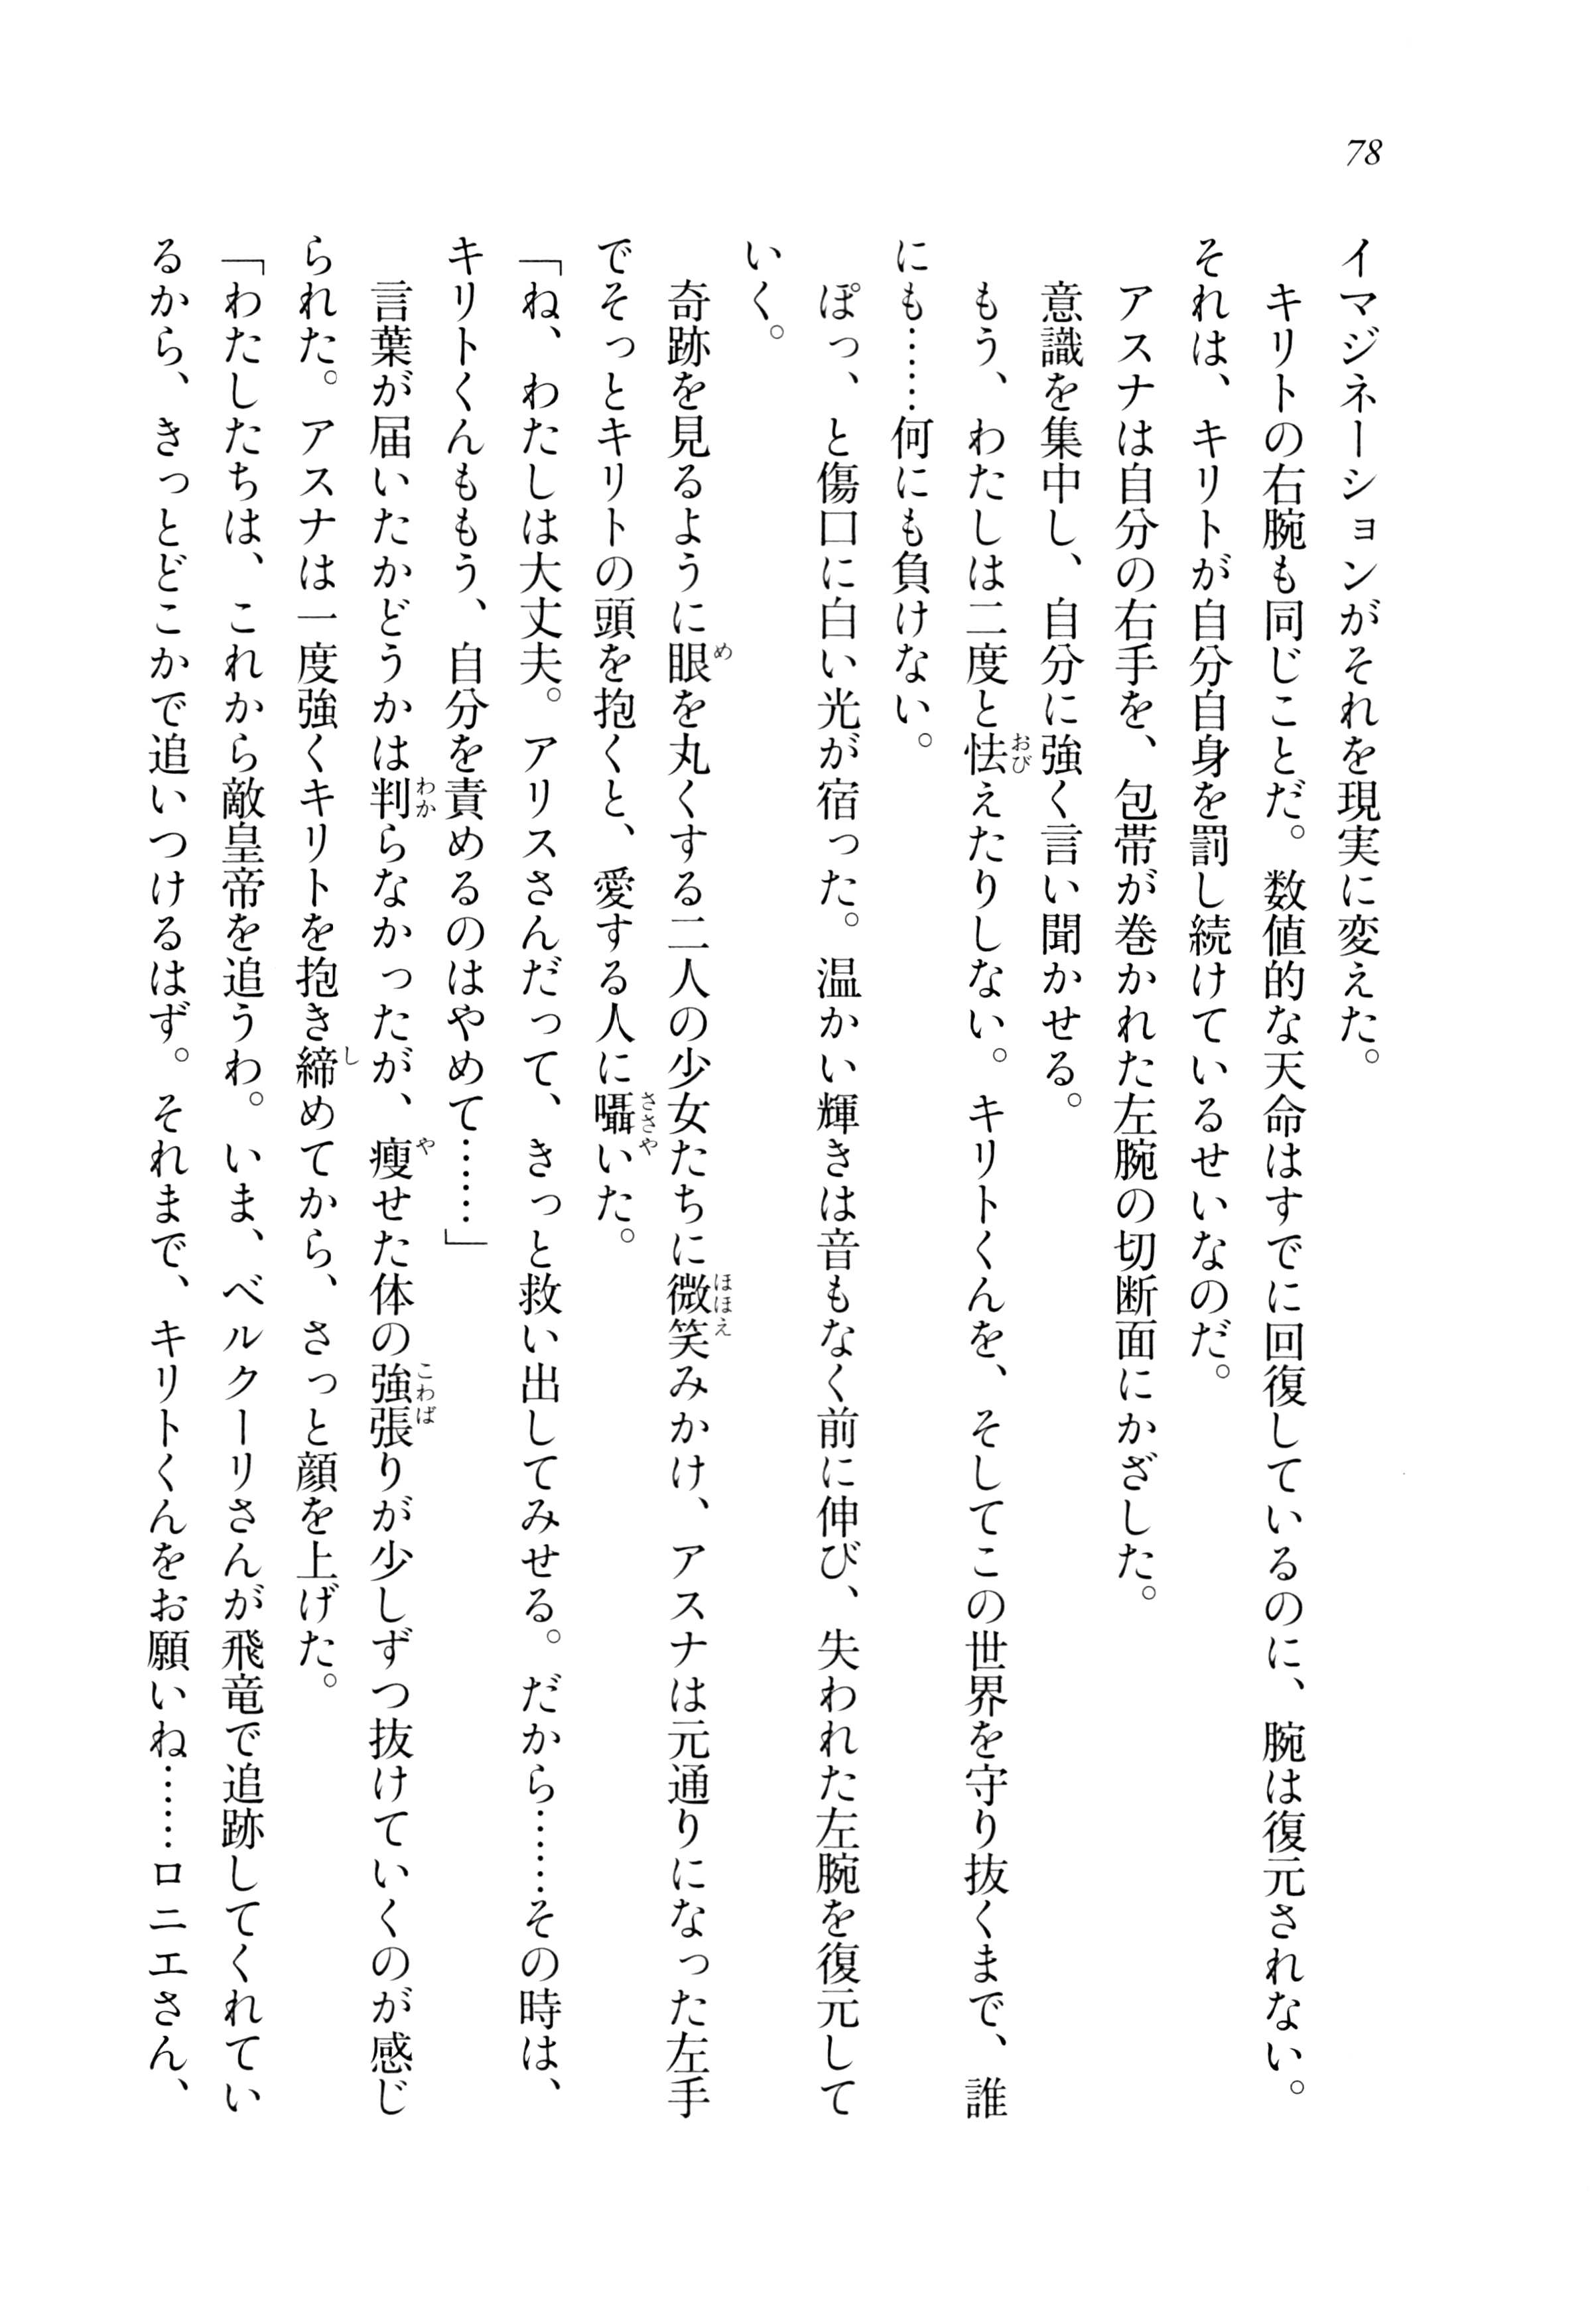 78
イマジネーションがそれを現実に変えた。
　キリトの右腕も同じことだ。数値的な天命はすでに回復しているのに、腕は復元されない。
それは、キリトが自分自身を罰し続けているせいなのだ。
　アスナは自分の右手を、包帯が巻かれた左腕の切断面にかざした。
　意識を集中し、自分に強く言い聞かせる。
　もう、わたしは二度と怯えたりしない。キリトくんを、そしてこの世界を守り抜くまで、誰
にも……何にも負けない。
　ぽっ、と傷口に白い光が宿った。温かい輝きは音もなく前に伸び、失われた左腕を復元して
いく。
　奇跡を見るように眼を丸くする二人の少女たちに微笑みかけ、アスナは元通りになった左手
でそっとキリトの頭を抱くと、愛する人に囁いた。
「ね、わたしは大丈夫。アリスさんだって、きっと救い出してみせる。だから……その時は、
キリトくんももう、自分を責めるのはやめて……」
　言葉が届いたかどうかは判らなかったが、痩せた体の強張りが少しずつ抜けていくのが感じ
られた。アスナは一度強くキリトを抱き締めてから、さっと顔を上げた。
「わたしたちは、これから敵皇帝を追うわ。いま、ベルクーリさんが飛竜で追跡してくれてい
るから、きっとどこかで追いつけるはず。それまで、キリトくんをお願いね……ロニエさん、